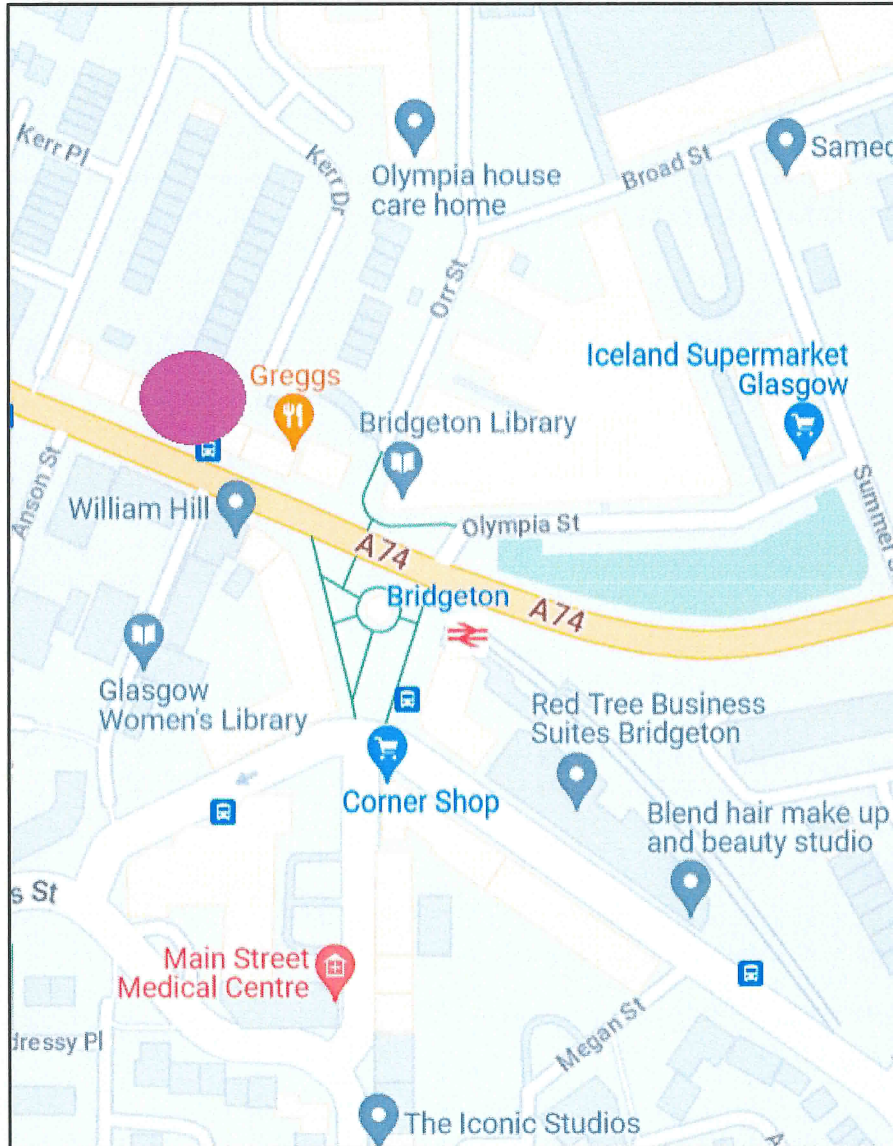 Kerr Pl
Kerr Dr
Olympia house
care home
Broad St
Orr St
Greggs
Iceland Supermarket
Glasgow
Bridgeton Library
Anson St
William Hill
Olympia St
A74
Bridgeton
A74
Glasgow
Women's Library
Red Tree Business
Suites Bridgeton
Corner Shop
Blend hair make up
and beauty studio
s St
Main Street
Medical Centre
Megan St
dressy Pl
The Iconic Studios